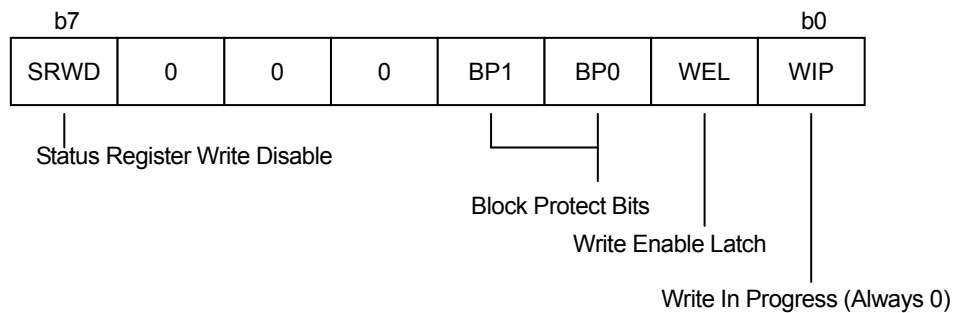 b7 b0
SRWD 0 0 0 BP1 BP0 WEL WIP
Status Register Write Disable
Block Protect Bits
Write Enable Latch
Write In Progress (Always 0)